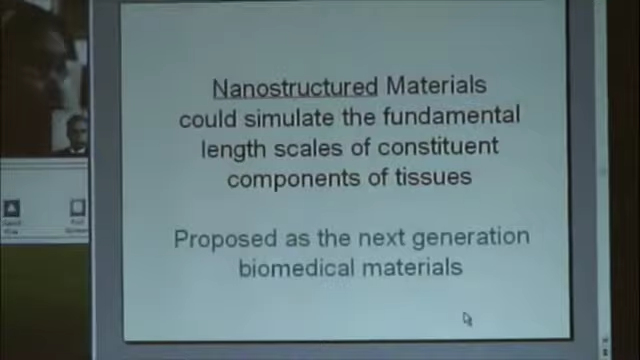 Nanostructured Materials
could simulate the fundamental
length scales of constituent
components of tissues
Proposed as the next generation
biomedical materials